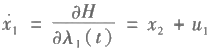 ẋ₁ = ∂H / ∂λ₁(t) = x₂ + u₁